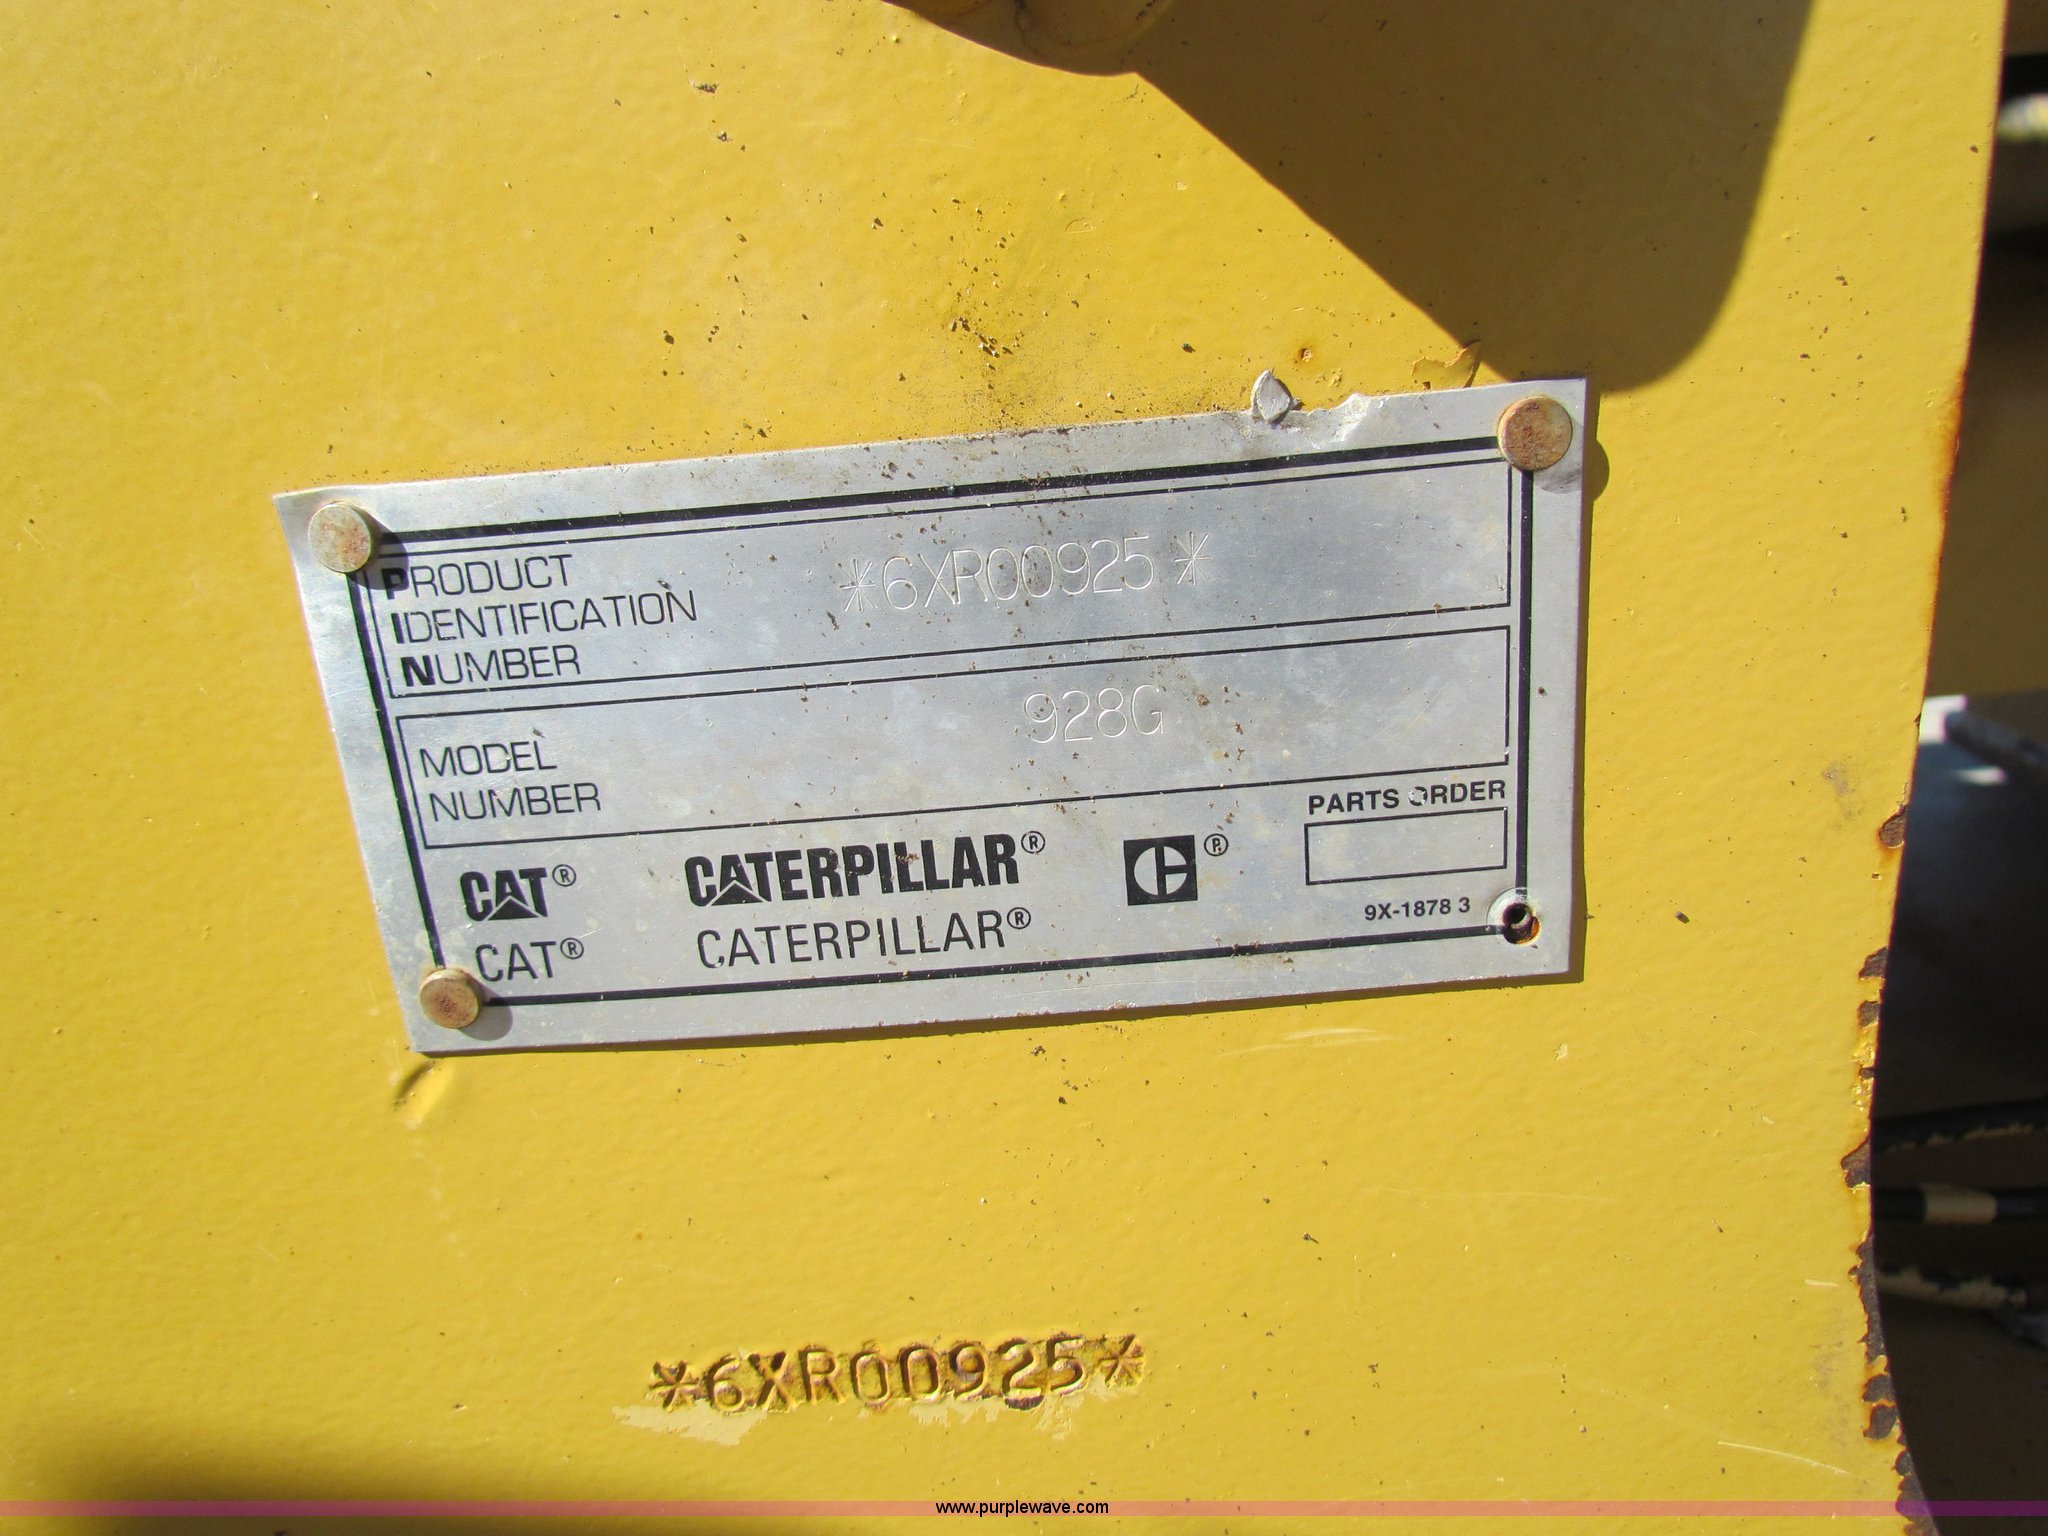 PRODUCT
IDENTIFICATION
NUMBER
*6XR00925*
MODEL
NUMBER
928G
PARTS ORDER
CAT®
CATERPILLAR®
C®
CAT®
CATERPILLAR®
9X-1878 3
*6XR00925*
www.purplewave.com